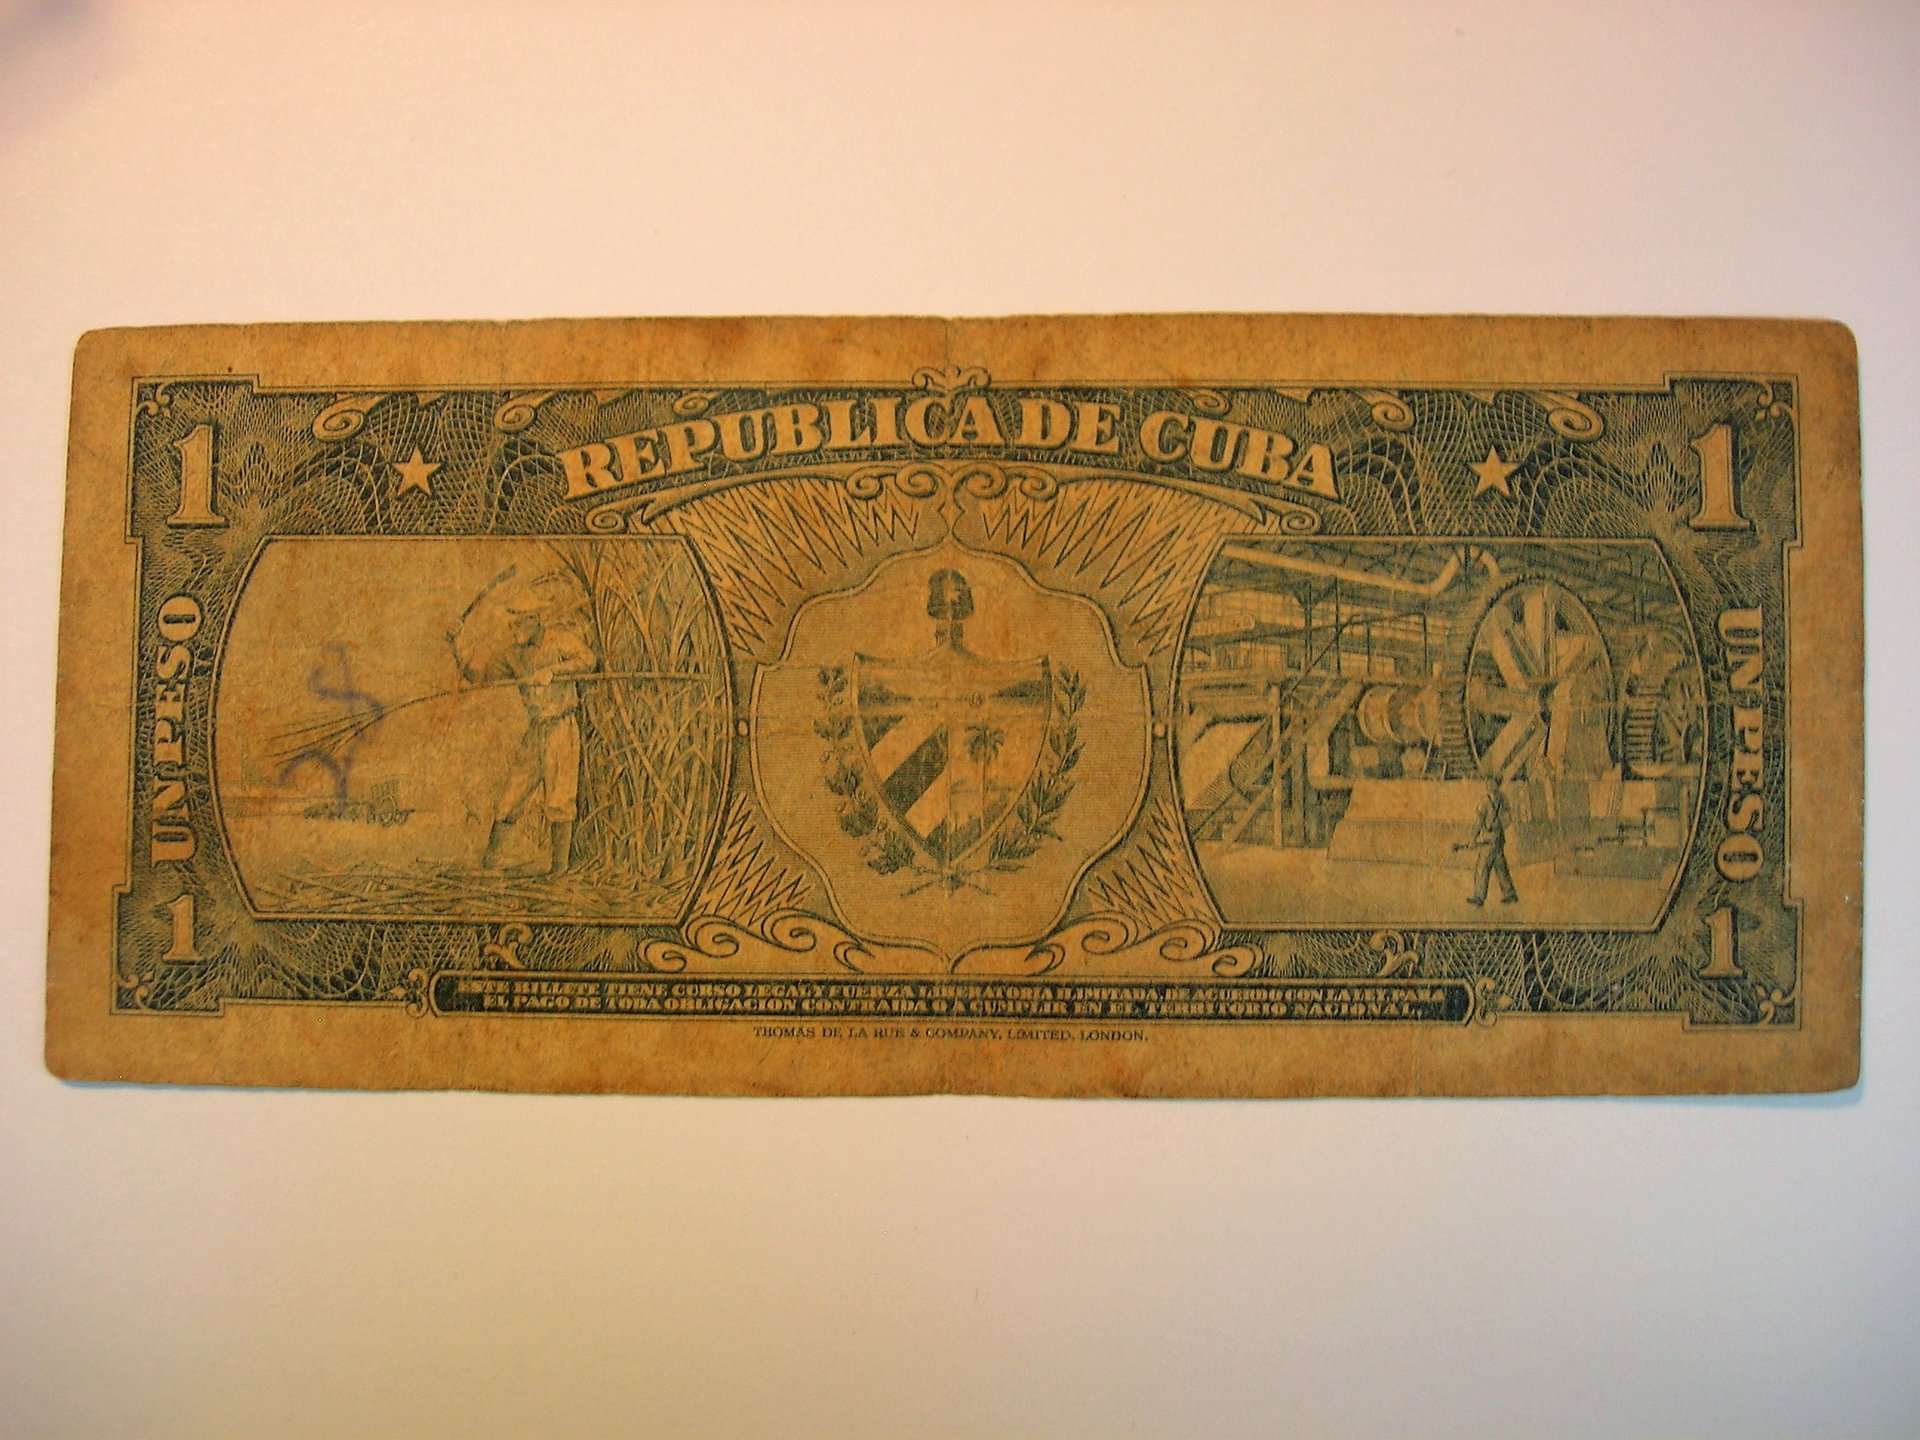 REPUBLICA DE CUBA
1
1
UN PESO
UN PESO
1
1
ESTE BILLETE TIENE CURSO LEGAL Y FUERZA LIBERATORIA ILIMITADA, DE ACUERDO CON LA LEY, PARA
EL PAGO DE TODA OBLIGACION CONTRAIDA O A CUMPLIR EN EL TERRITORIO NACIONAL.
THOMAS DE LA RUE & COMPANY, LIMITED, LONDON.